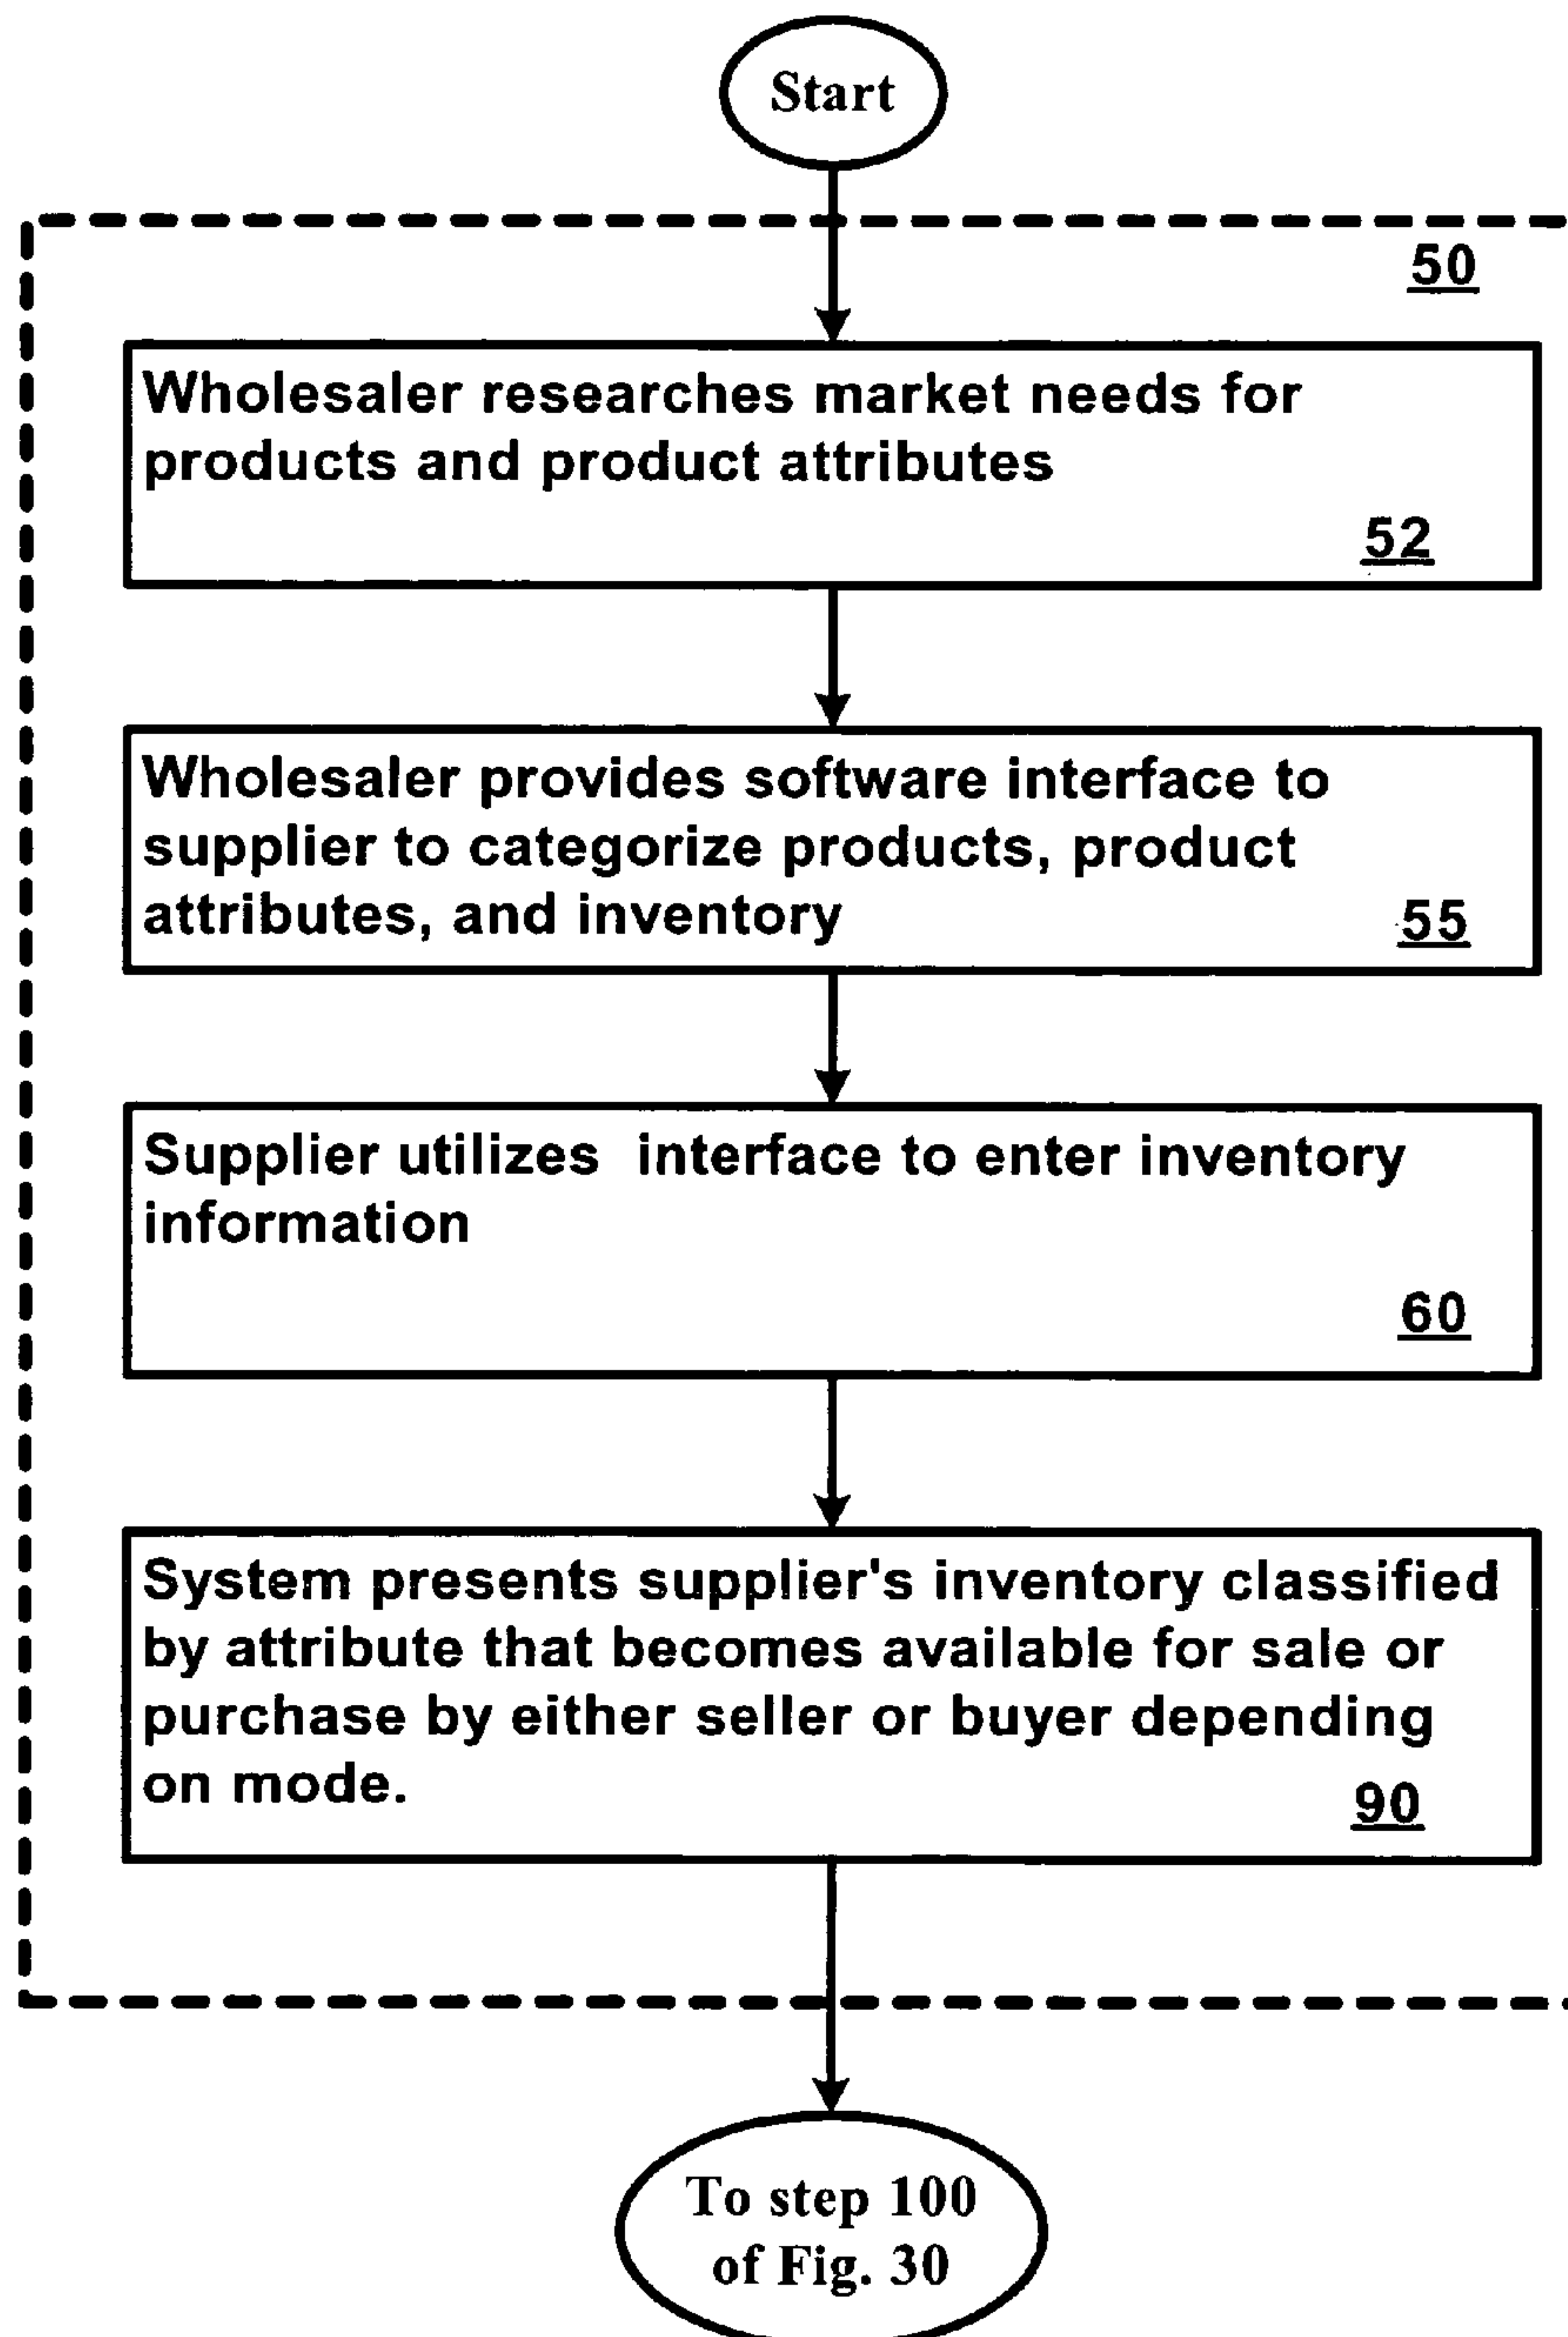 Start
50
Wholesaler researches market needs for
products and product attributes
52
Wholesaler provides software interface to
supplier to categorize products, product
attributes, and inventory
55
Supplier utilizes interface to enter inventory
information
60
System presents supplier's inventory classified
by attribute that becomes available for sale or
purchase by either seller or buyer depending
on mode.
90
To step 100
of Fig. 30